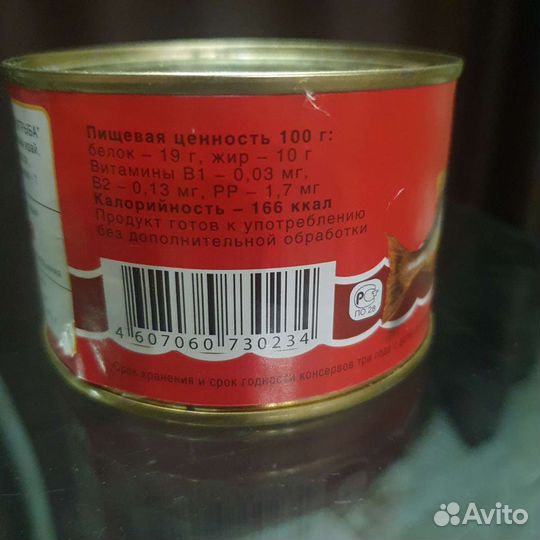 Пищевая ценность 100 г:
белок – 19 г, жир – 10 г
Витамины В1 – 0,03 мг,
В2 – 0,13 мг, РР – 1,7 мг
Калорийность – 166 ккал
Продукт готов к употреблению
без дополнительной обработки
4 607060 730234
РСТ
ПО 28
Срок хранения и срок годности консервов три года с
Avito